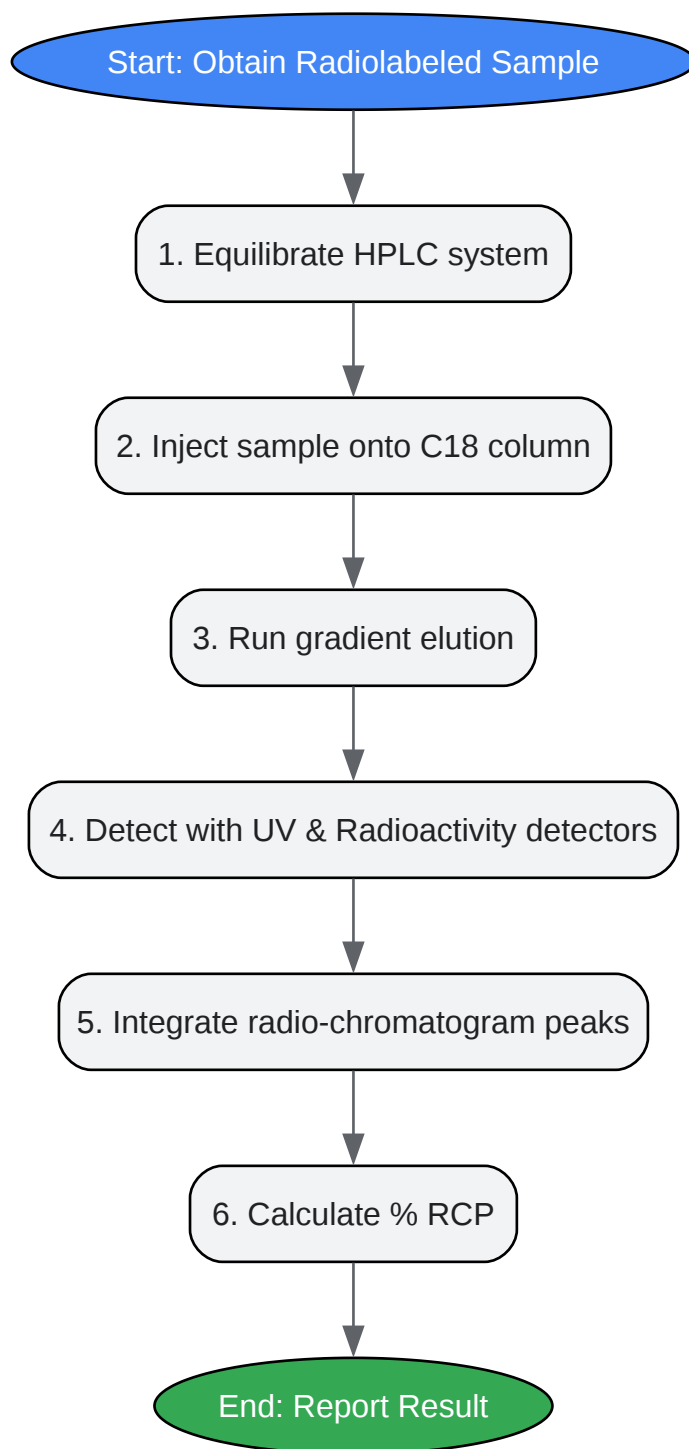 Start: Obtain Radiolabeled Sample
1. Equilibrate HPLC system
2. Inject sample onto C18 column
3. Run gradient elution
4. Detect with UV & Radioactivity detectors
5. Integrate radio-chromatogram peaks
6. Calculate % RCP
End: Report Result